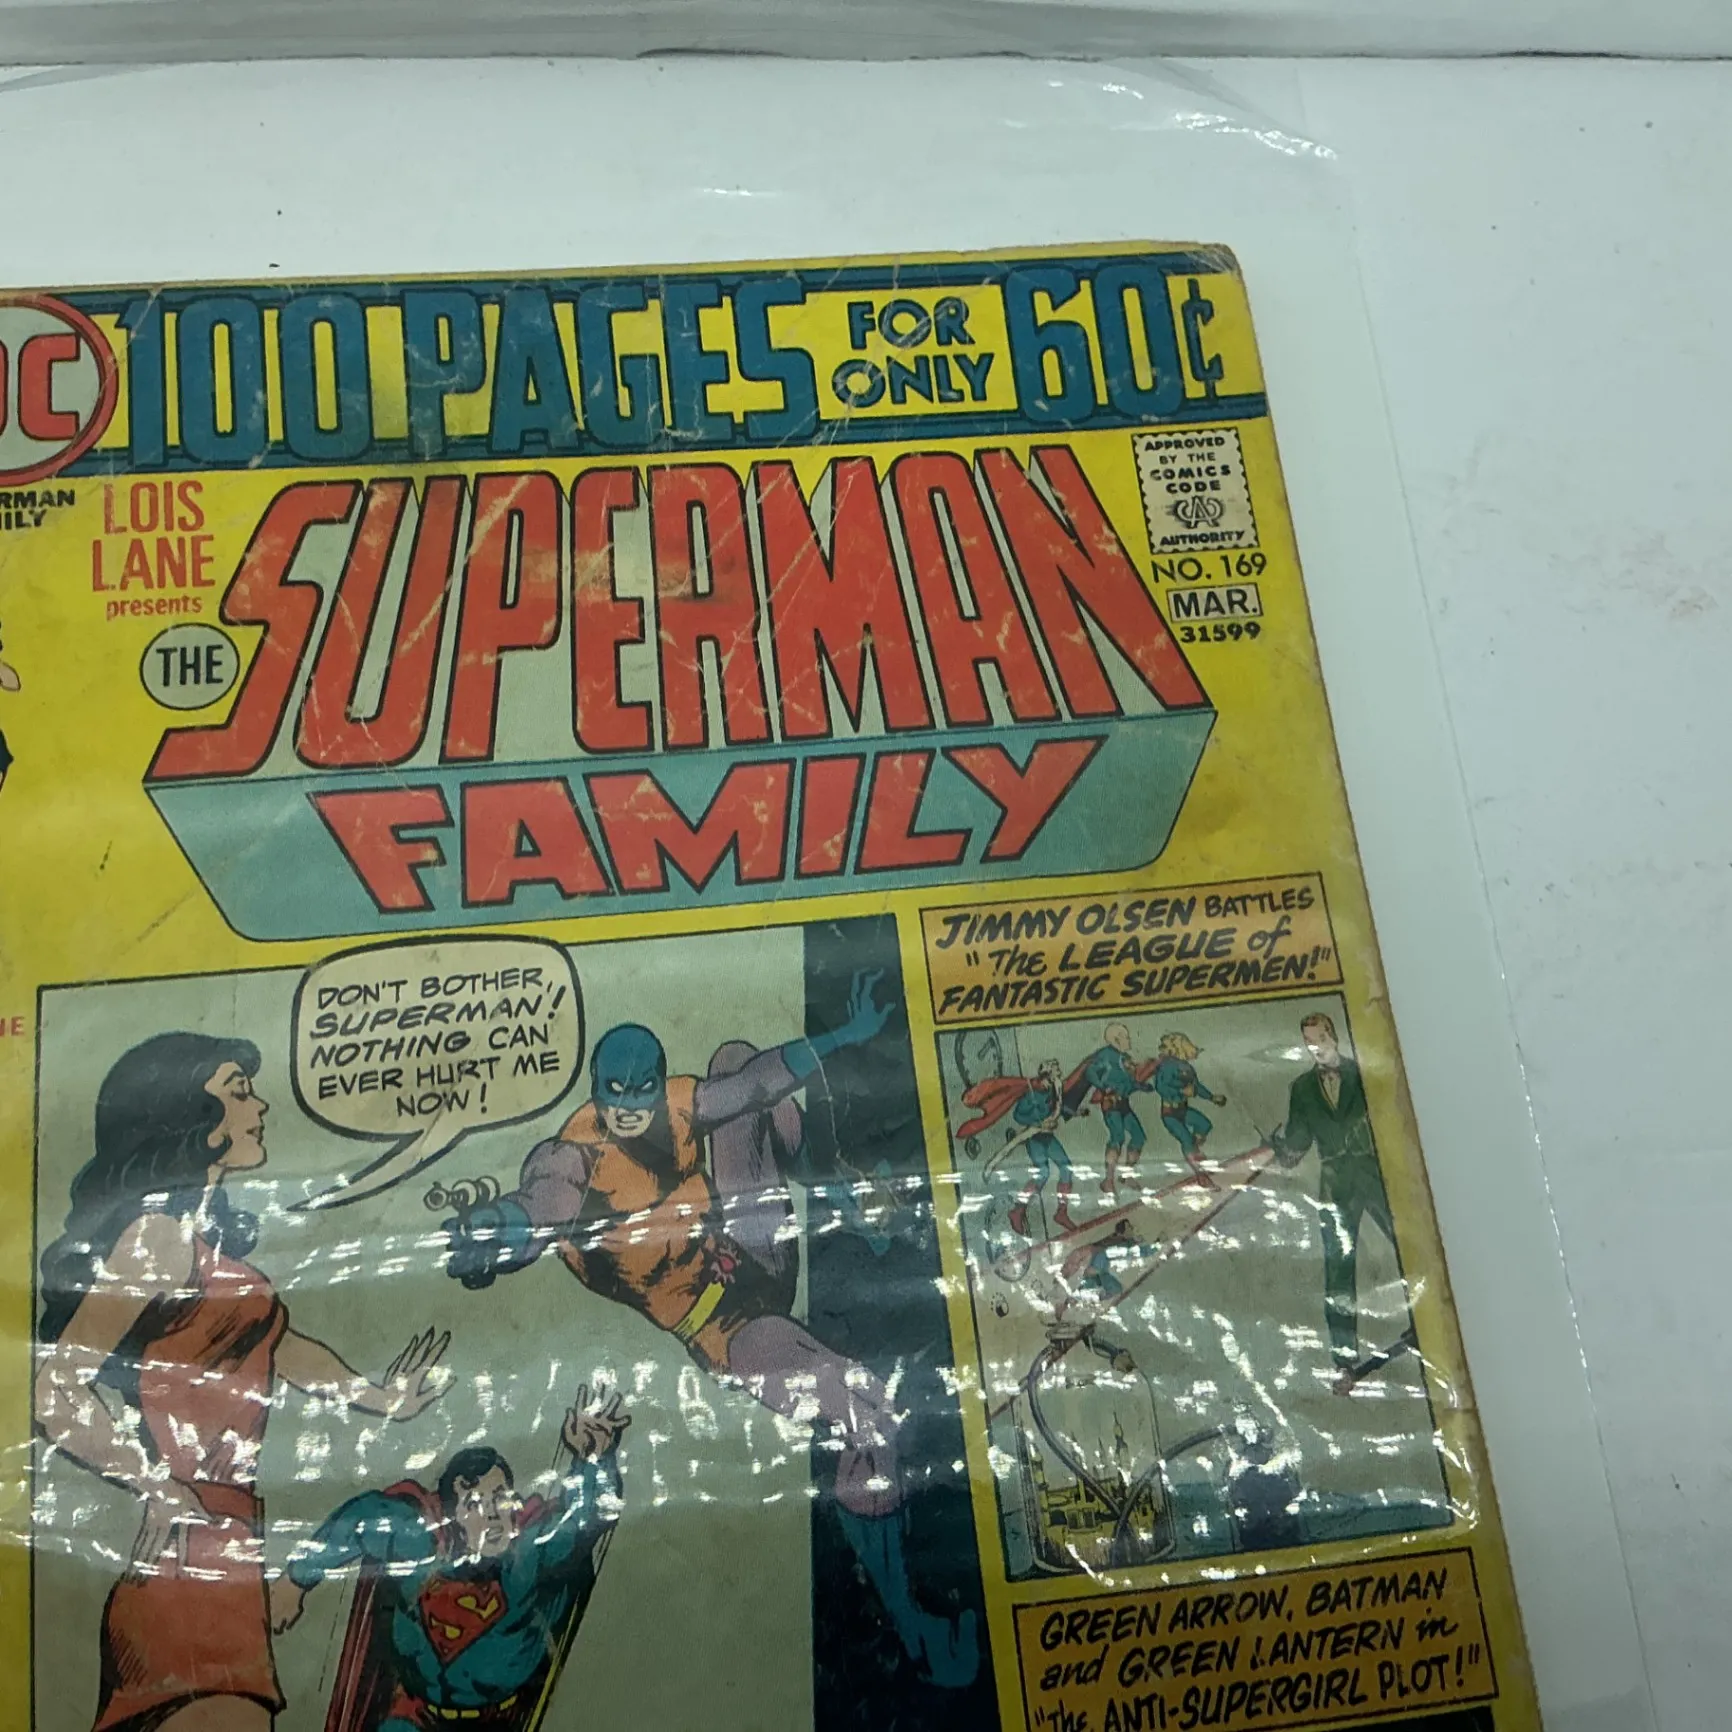 DC
100 PAGES FOR ONLY 60¢
LOIS
LANE
presents
THE
SUPERMAN
FAMILY
APPROVED
BY THE
COMICS
CODE
AUTHORITY
NO. 169
MAR.
31599
DON'T BOTHER,
SUPERMAN!
NOTHING CAN
EVER HURT ME
NOW!
JIMMY OLSEN BATTLES
"The LEAGUE of
FANTASTIC SUPERMEN!"
GREEN ARROW, BATMAN
and GREEN LANTERN in
"The ANTI-SUPERGIRL PLOT!"